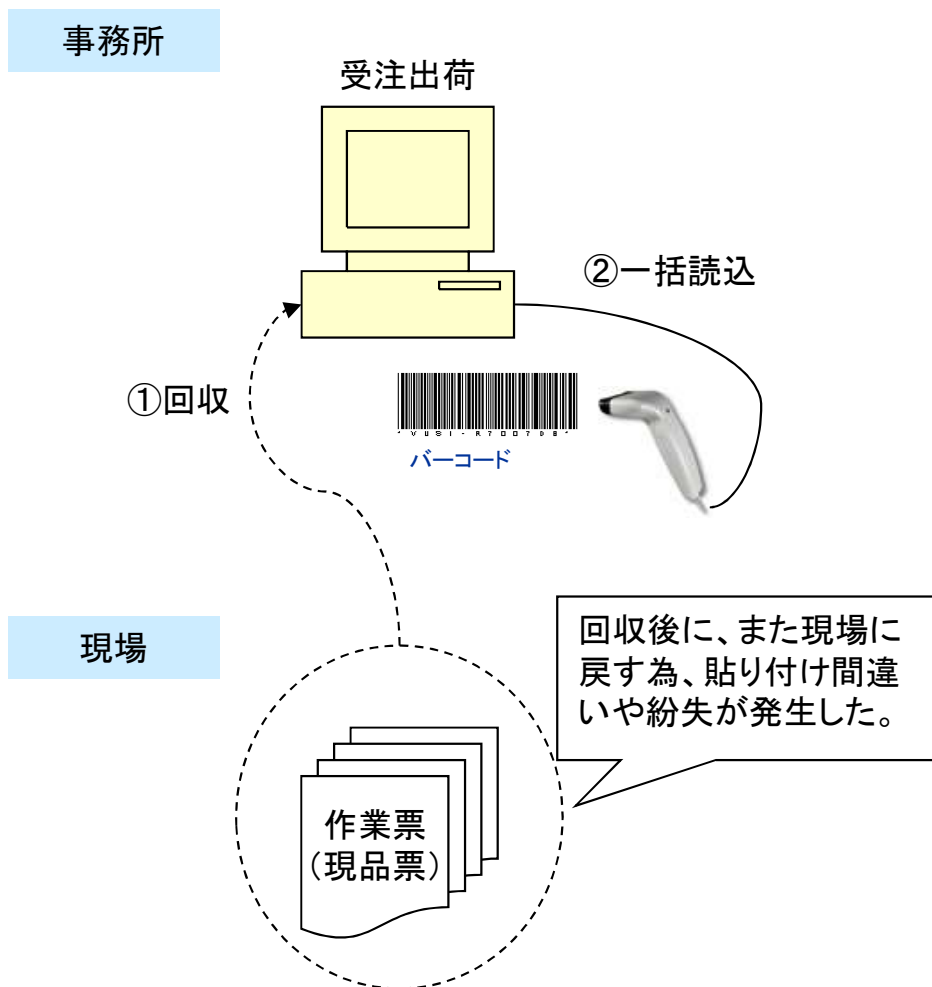 事務所
受注出荷
②一括読込
①回収
バーコード
現場
回収後に、また現場に
戻す為、貼り付け間違
いや紛失が発生した。
作業票
(現品票)